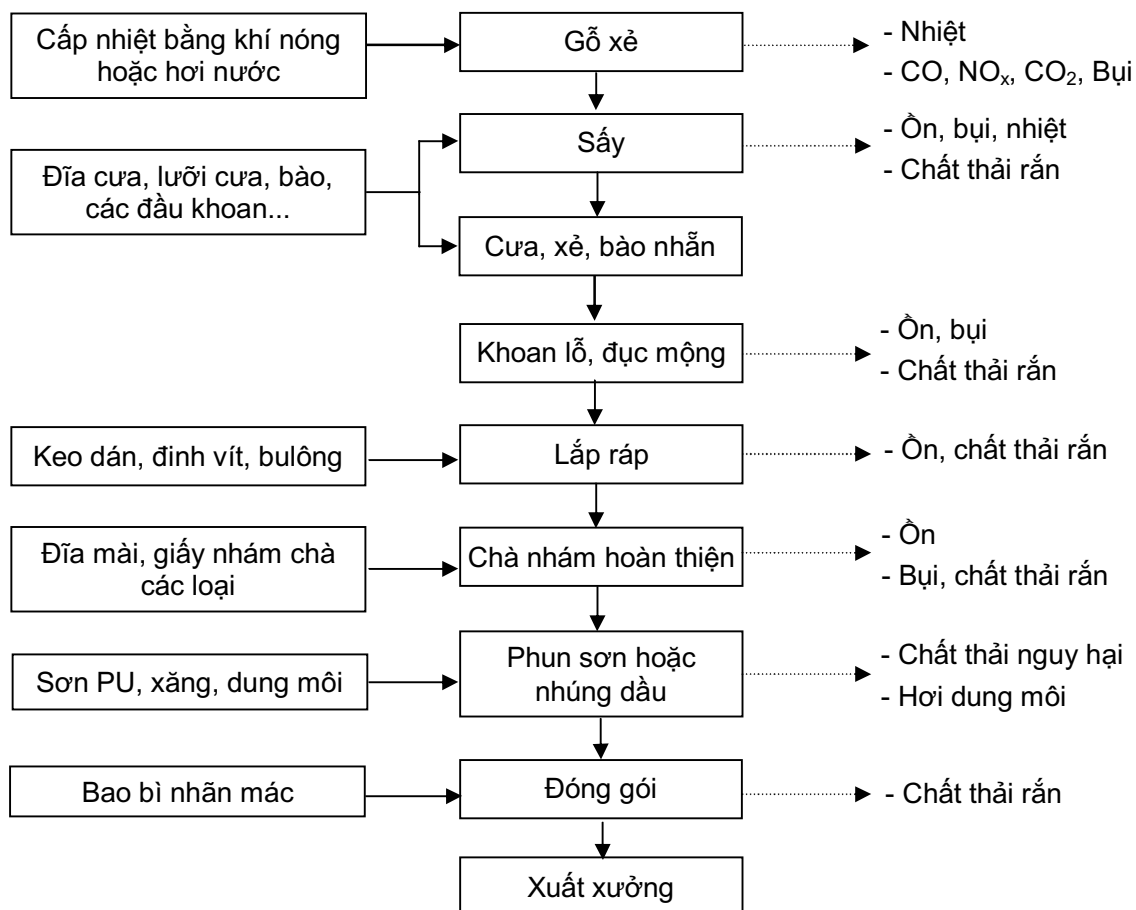 Cấp nhiệt bằng khí nóng
hoặc hơi nước
Gỗ xẻ
- Nhiệt
- CO, NOₓ, CO₂, Bụi
Sấy
- Ồn, bụi, nhiệt
- Chất thải rắn
Đĩa cưa, lưỡi cưa, bào,
các đầu khoan...
Cưa, xẻ, bào nhẵn
Khoan lỗ, đục mộng
- Ồn, bụi
- Chất thải rắn
Keo dán, đinh vít, bulông
Lắp ráp
- Ồn, chất thải rắn
Đĩa mài, giấy nhám chà
các loại
Chà nhám hoàn thiện
- Ồn
- Bụi, chất thải rắn
Sơn PU, xăng, dung môi
Phun sơn hoặc
nhúng dầu
- Chất thải nguy hại
- Hơi dung môi
Bao bì nhãn mác
Đóng gói
- Chất thải rắn
Xuất xưởng